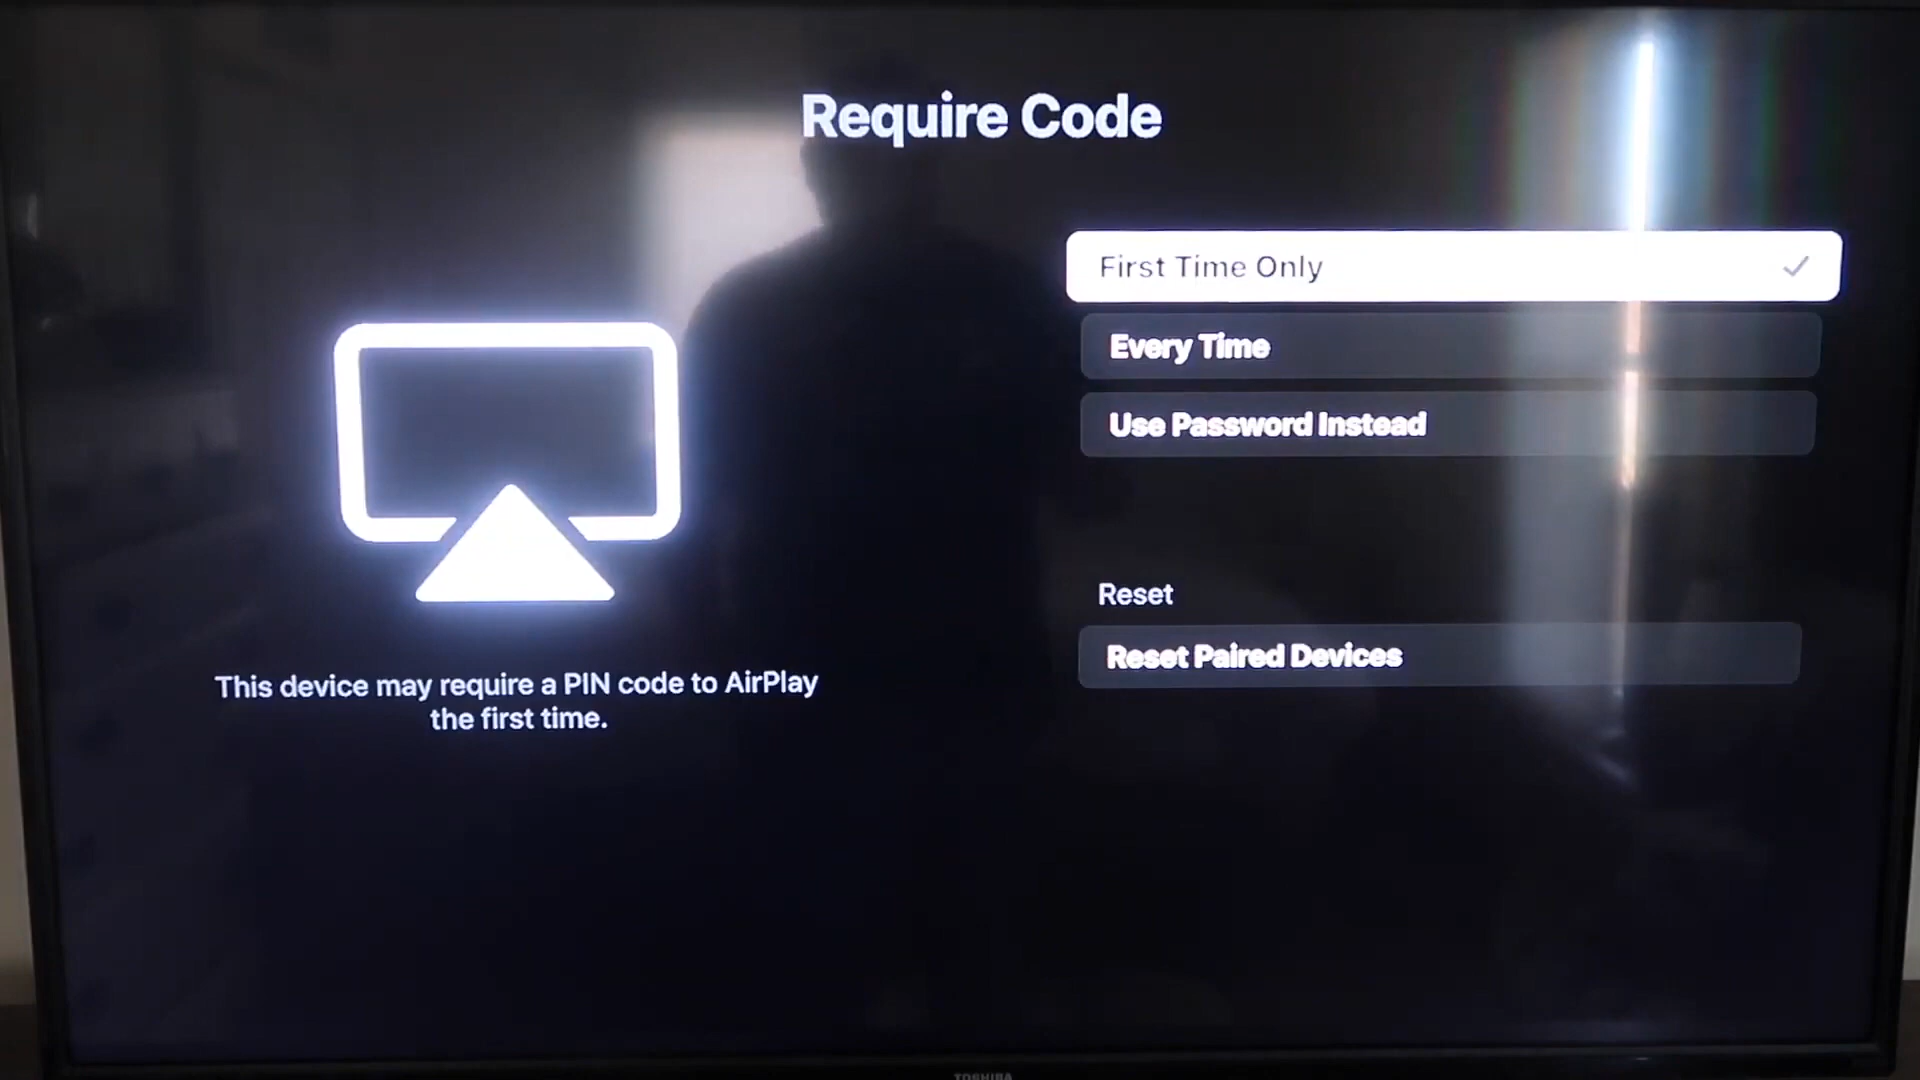 Require Code
First Time Only
Every Time
Use Password Instead
Reset
Reset Paired Devices
This device may require a PIN code to AirPlay
the first time.
TOSHIBA